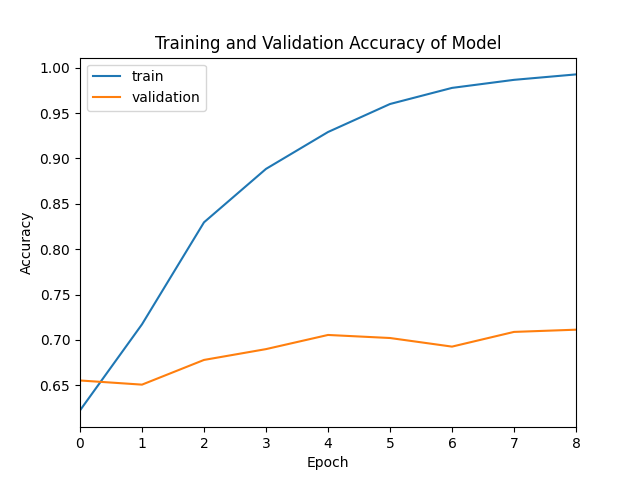 Training and Validation Accuracy of Model
train
validation
1.00
0.95
0.90
0.85
0.80
0.75
0.70
0.65
Accuracy
0 1 2 3 4 5 6 7 8
Epoch